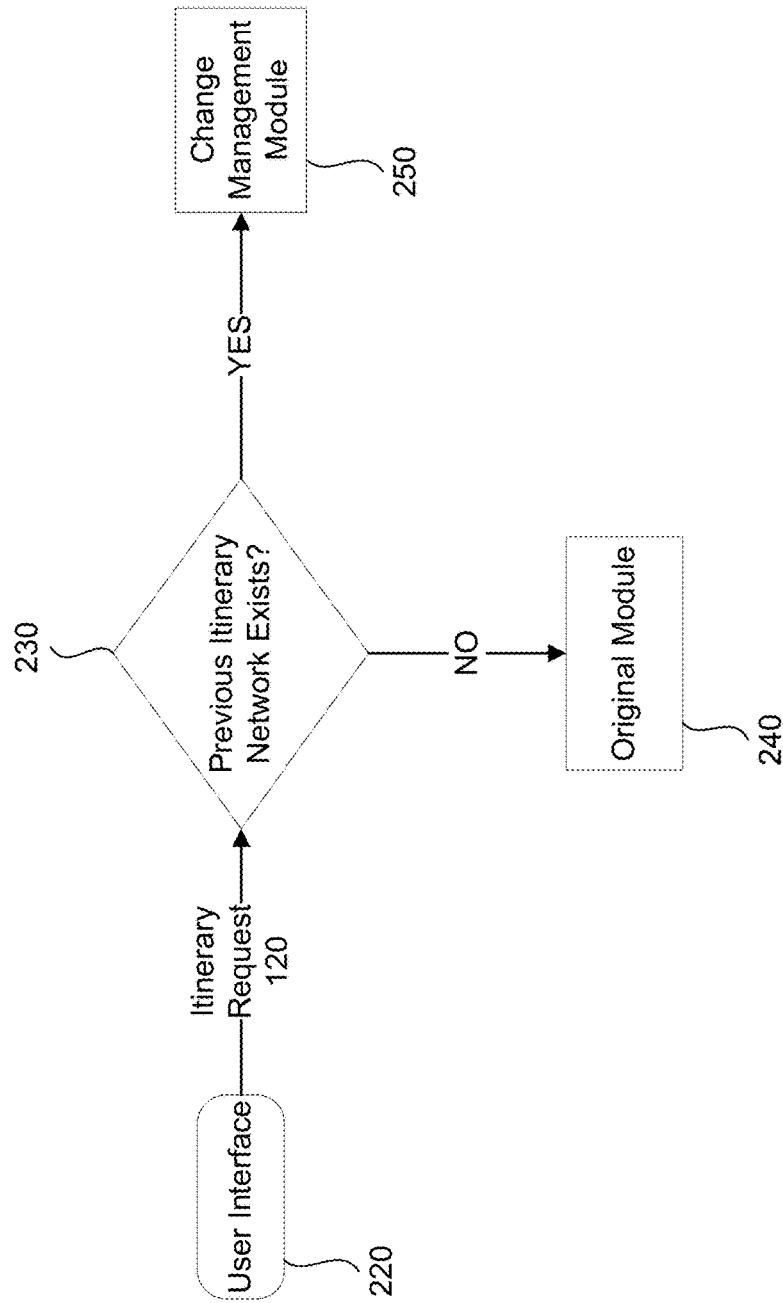 User Interface
220
Itinerary
Request
120
230
Previous Itinerary
Network Exists?
YES
Change
Management
Module
250
NO
Original Module
240